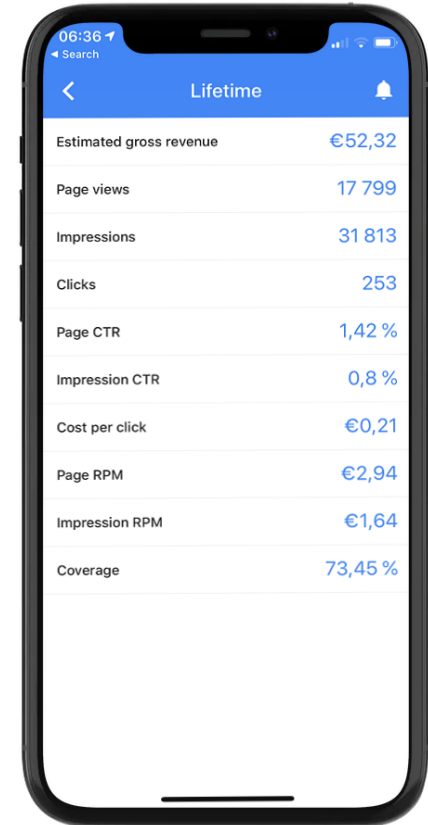 06:36
◀ Search
Lifetime
Estimated gross revenue €52,32
Page views 17 799
Impressions 31 813
Clicks 253
Page CTR 1,42 %
Impression CTR 0,8 %
Cost per click €0,21
Page RPM €2,94
Impression RPM €1,64
Coverage 73,45 %